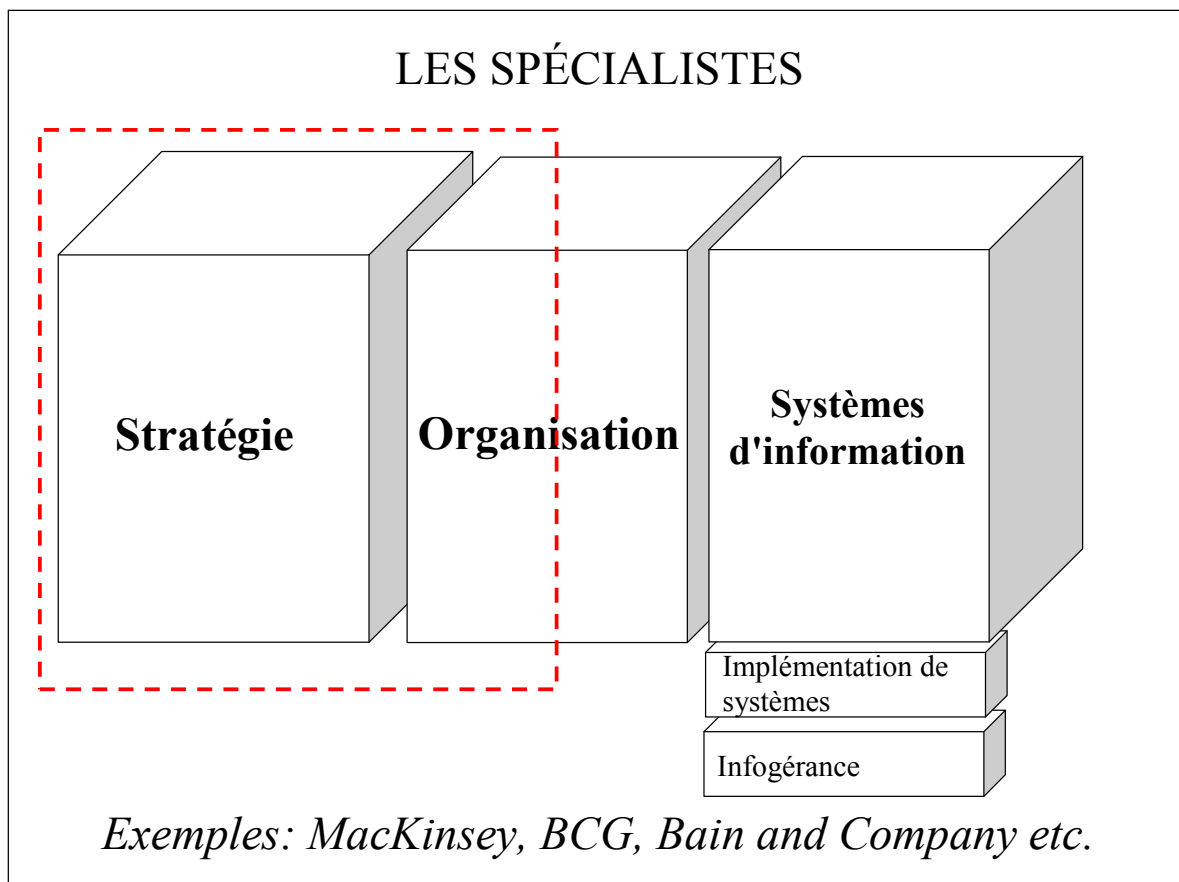 LES SPÉCIALISTES
Stratégie
Organisation
Systèmes
d'information
Implémentation de
systèmes
Infogérance
Exemples: MacKinsey, BCG, Bain and Company etc.